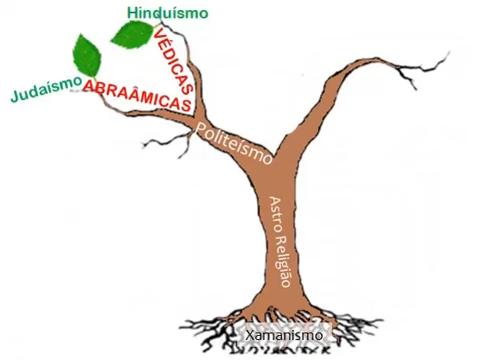 Hinduísmo
VÉDICAS
Judaísmo
ABRAÂMICAS
Politeísmo
Astro Religião
Xamanismo